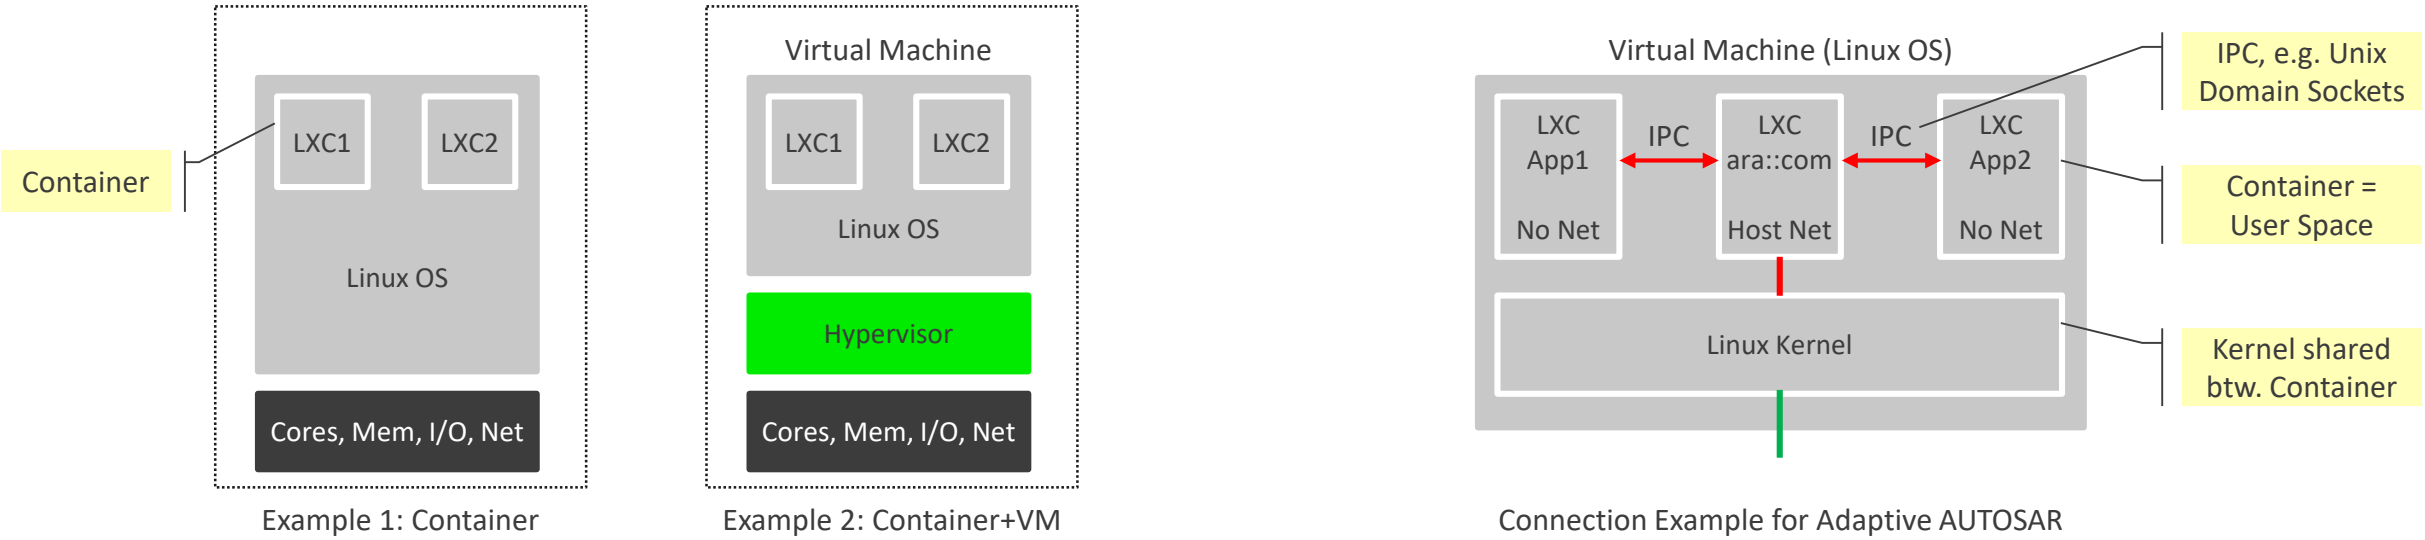 Container
LXC1
LXC2
Linux OS
Cores, Mem, I/O, Net
Example 1: Container
Virtual Machine
LXC1
LXC2
Linux OS
Hypervisor
Cores, Mem, I/O, Net
Example 2: Container+VM
Virtual Machine (Linux OS)
LXC
App1
No Net
IPC
LXC
ara::com
Host Net
IPC
LXC
App2
No Net
Linux Kernel
Connection Example for Adaptive AUTOSAR
IPC, e.g. Unix
Domain Sockets
Container =
User Space
Kernel shared
btw. Container